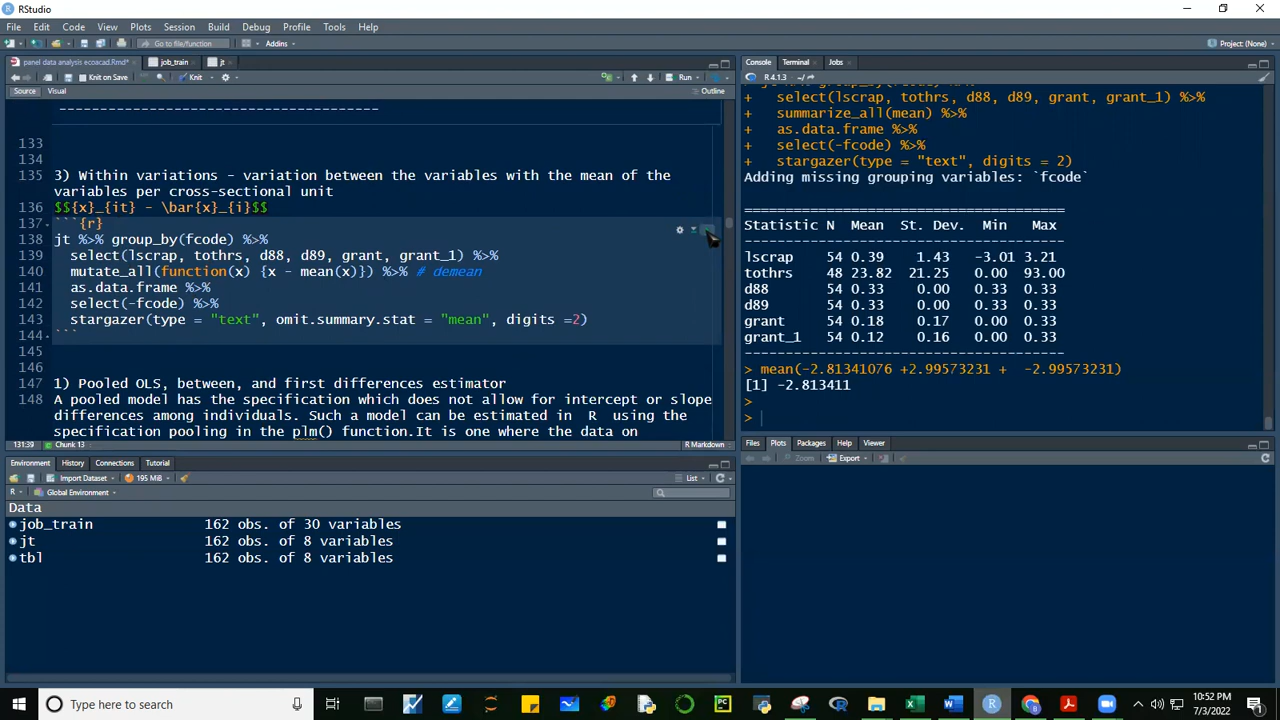 RStudio
File Edit Code View Plots Session Build Debug Profile Tools Help
Go to file/function Addins Project: (None)
panel data analysis ecoacad.Rmd* job_train jt
Knit on Save Knit Run
Source Visual Outline
--------------------------------------
133
134
135 3) Within variations - variation between the variables with the mean of the
variables per cross-sectional unit
136 $${x}_{it} - \bar{x}_{i}$$
137 ```{r}
138 jt %>% group_by(fcode) %>%
139 select(lscrap, tothrs, d88, d89, grant, grant_1) %>%
140 mutate_all(function(x) {x - mean(x)}) %>% # demean
141 as.data.frame %>%
142 select(-fcode) %>%
143 stargazer(type = "text", omit.summary.stat = "mean", digits =2)
144 ```
145
146
147 1) Pooled OLS, between, and first differences estimator
148 A pooled model has the specification which does not allow for intercept or slope
differences among individuals. Such a model can be estimated in R using the
specification pooling in the plm() function.It is one where the data on
131:39 Chunk 13 R Markdown
Console Terminal Jobs
R 4.1.3 · ~/
+ select(lscrap, tothrs, d88, d89, grant, grant_1) %>%
+ summarize_all(mean) %>%
+ as.data.frame %>%
+ select(-fcode) %>%
+ stargazer(type = "text", digits = 2)
Adding missing grouping variables: `fcode`
========================================
Statistic N Mean St. Dev. Min Max
----------------------------------------
lscrap 54 0.39 1.43 -3.01 3.21
tothrs 48 23.82 21.25 0.00 93.00
d88 54 0.33 0.00 0.33 0.33
d89 54 0.33 0.00 0.33 0.33
grant 54 0.18 0.17 0.00 0.33
grant_1 54 0.12 0.16 0.00 0.33
----------------------------------------
> mean(-2.81341076 +2.99573231 + -2.99573231)
[1] -2.813411
>
>
Environment History Connections Tutorial
Import Dataset 195 MiB List
R Global Environment
Data
job_train 162 obs. of 30 variables
jt 162 obs. of 8 variables
tbl 162 obs. of 8 variables
Files Plots Packages Help Viewer
Zoom Export
Type here to search
10:52 PM
7/3/2022